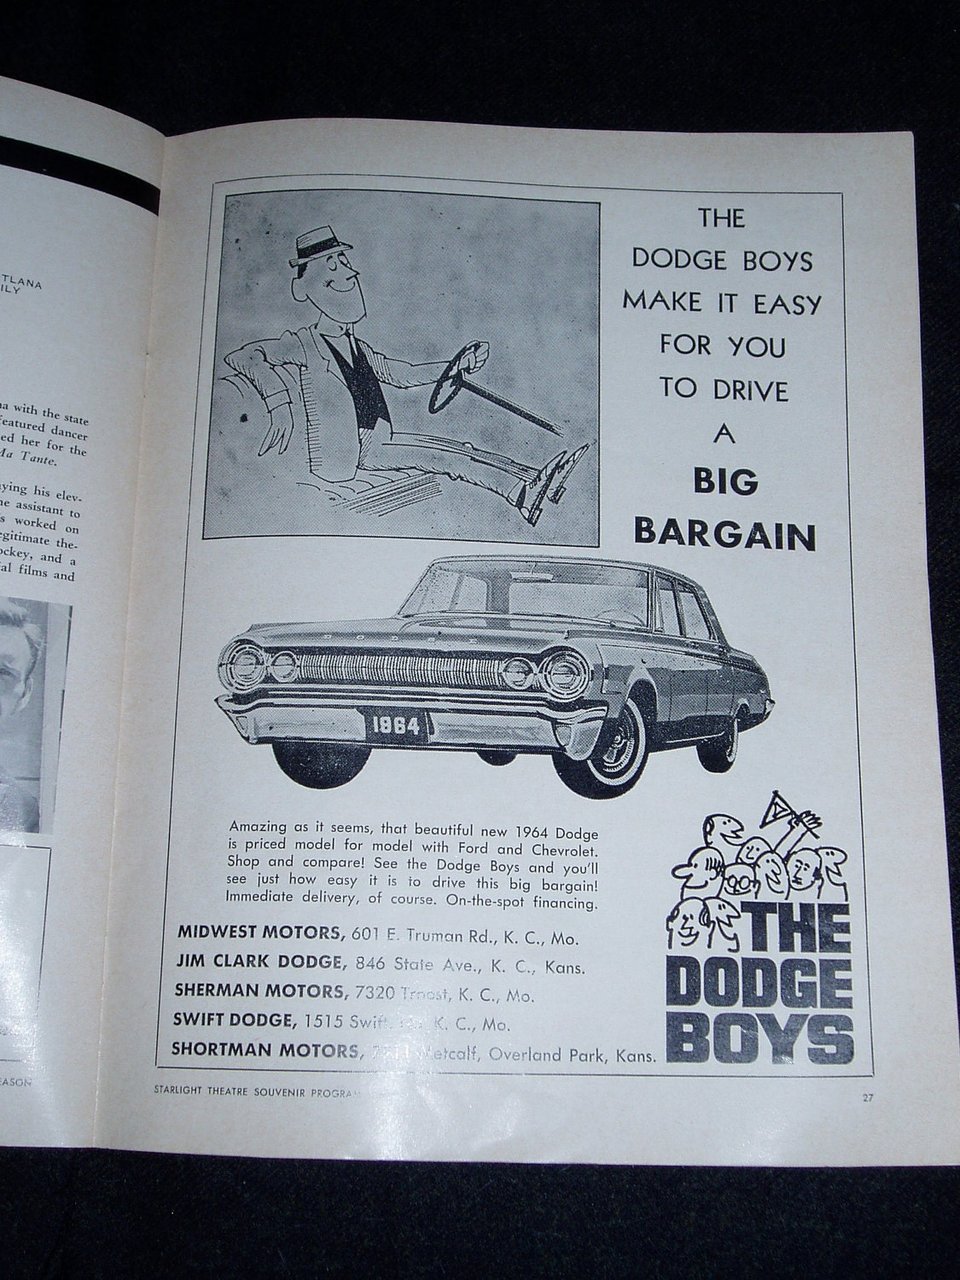 TLANA
ILY
a with the state
featured dancer
ed her for the
Ma Tante.
ying his elev-
e assistant to
s worked on
egitimate the-
ockey, and a
al films and
EASON
THE
DODGE BOYS
MAKE IT EASY
FOR YOU
TO DRIVE
A
BIG
BARGAIN
DODGE
1964
Amazing as it seems, that beautiful new 1964 Dodge
is priced model for model with Ford and Chevrolet.
Shop and compare! See the Dodge Boys and you'll
see just how easy it is to drive this big bargain!
Immediate delivery, of course. On-the-spot financing.
MIDWEST MOTORS, 601 E. Truman Rd., K. C., Mo.
JIM CLARK DODGE, 846 State Ave., K. C., Kans.
SHERMAN MOTORS, 7320 Troost, K. C., Mo.
SWIFT DODGE, 1515 Swift K. C., Mo.
SHORTMAN MOTORS, Metcalf, Overland Park, Kans.
THE
DODGE
BOYS
STARLIGHT THEATRE SOUVENIR PROGRA
27